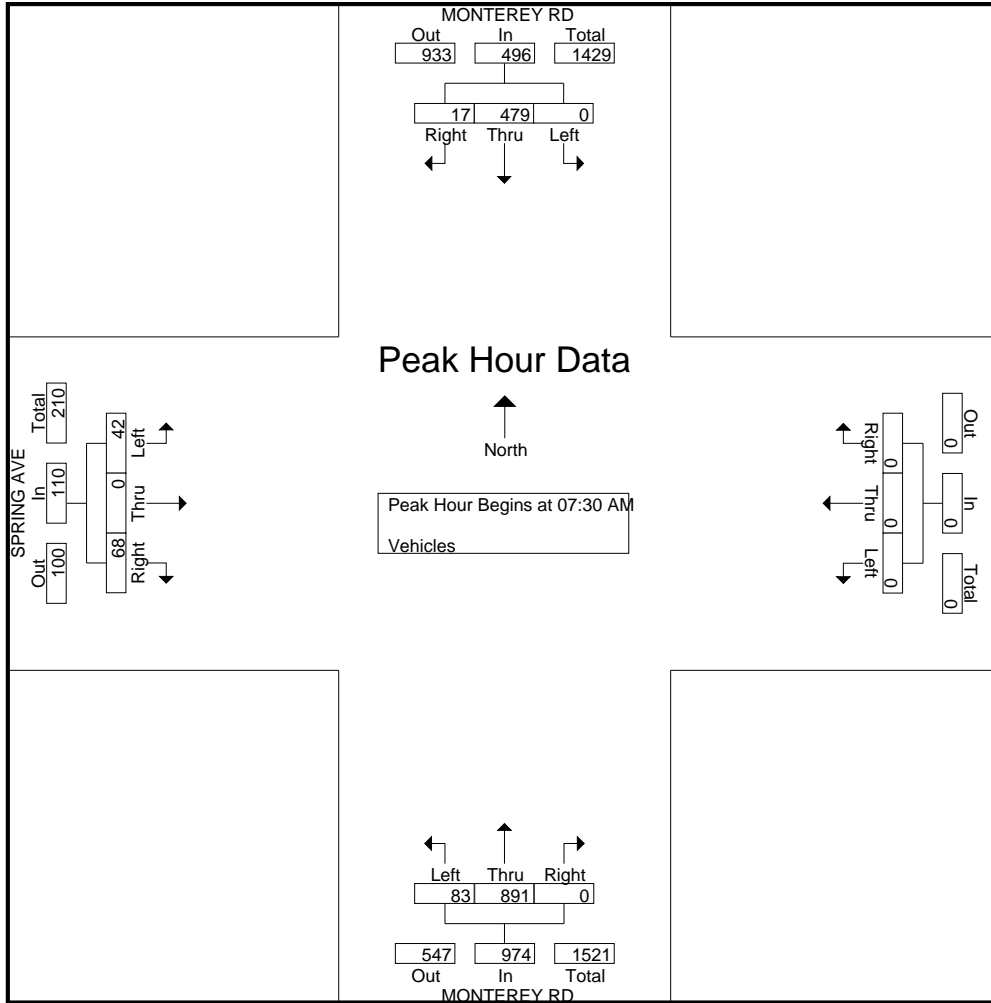 MONTEREY RD
Out In Total
933 496 1429
17 479 0
Right Thru Left
Peak Hour Data
North
Peak Hour Begins at 07:30 AM
Vehicles
SPRING AVE
Out In Total
100 110 210
Right Thru Left
68 0 42
Right Thru Left
0 0 0
Out In Total
0 0 0
Left Thru Right
83 891 0
547 974 1521
Out In Total
MONTEREY RD